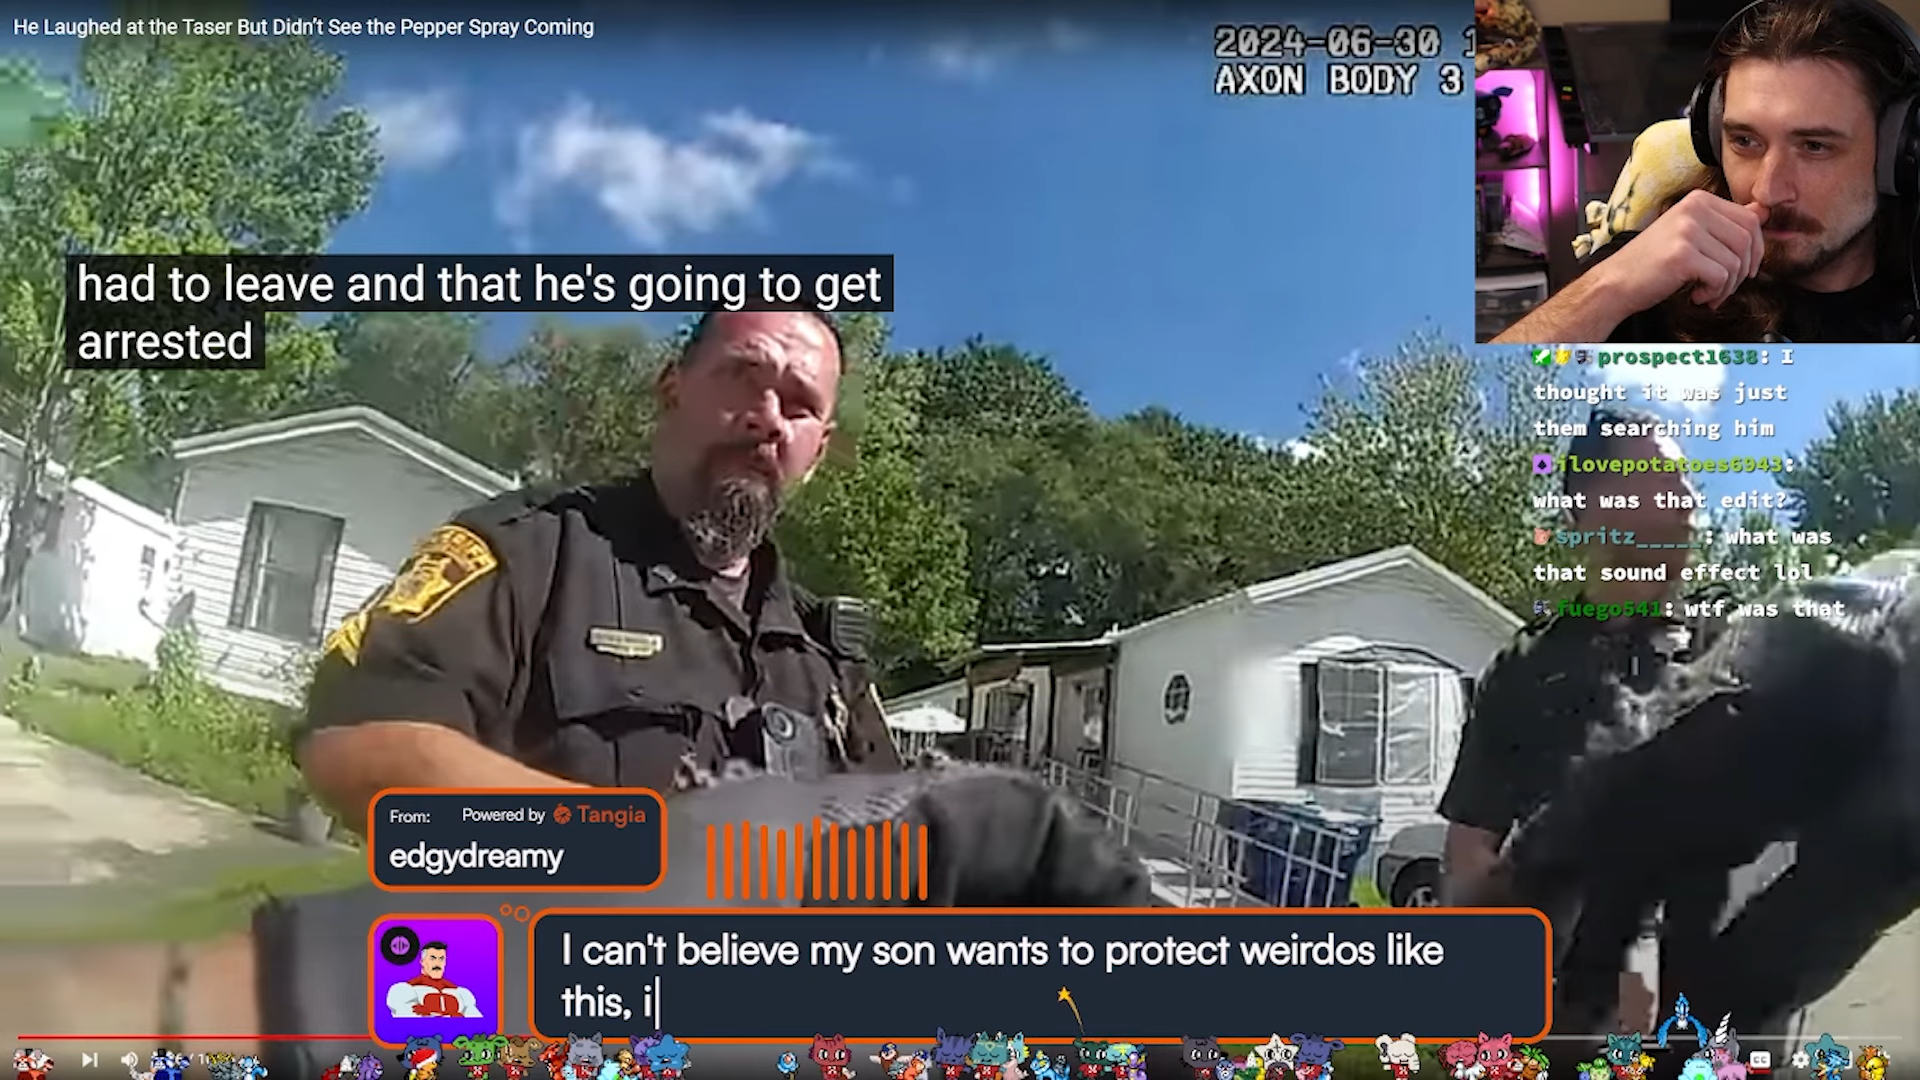 He Laughed at the Taser But Didn't See the Pepper Spray Coming
2024-06-30 1
AXON BODY 3
had to leave and that he's going to get
arrested
prospect1638: I
thought it was just
them searching him
ilovepotatoes6943:
what was that edit?
spritz_____: what was
that sound effect lol
fuego541: wtf was that
From: Powered by Tangia
edgydreamy
I can't believe my son wants to protect weirdos like
this, i